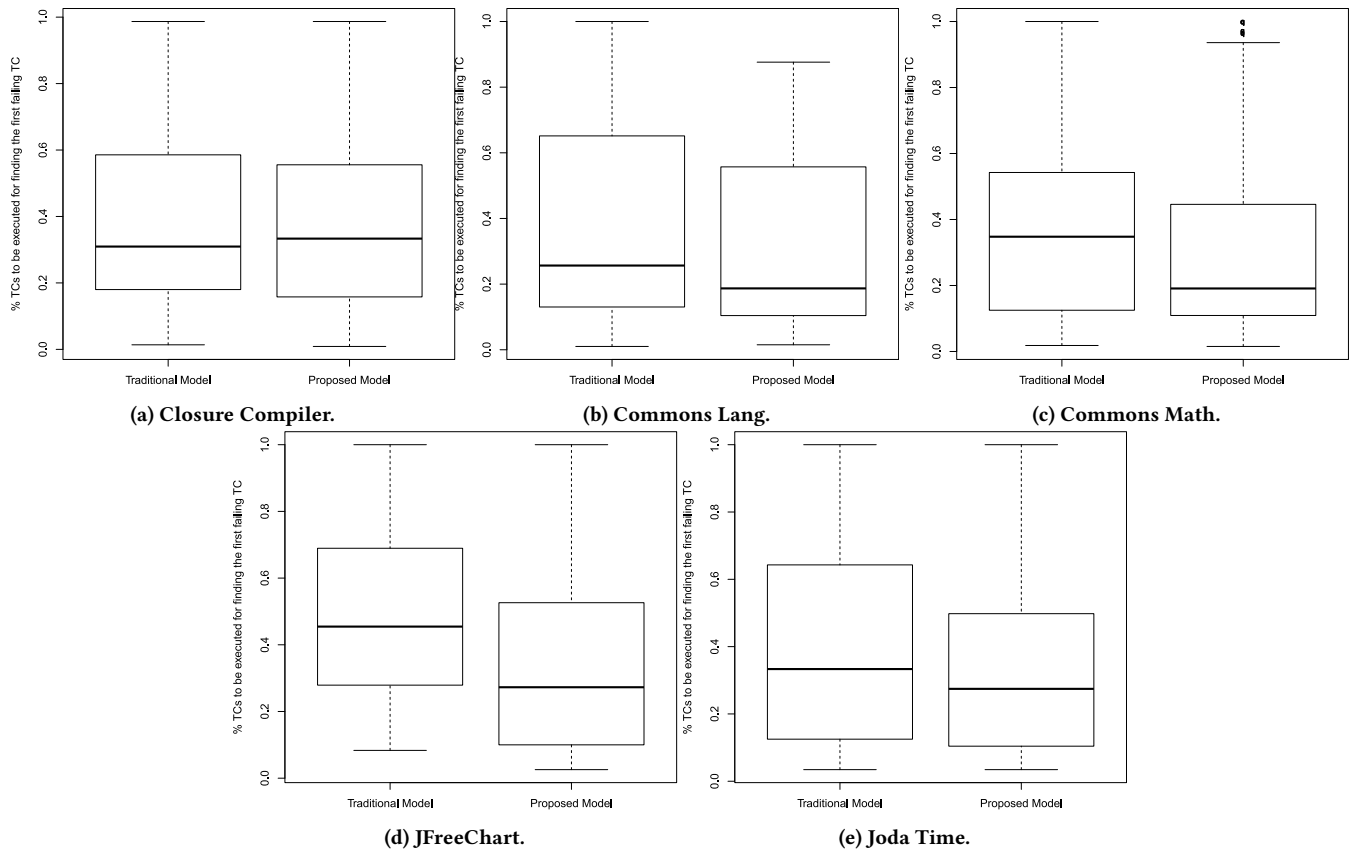 % TCs to be executed for finding the first failing TC
1.0
0.8
0.6
0.4
0.2
0.0
Traditional Model
Proposed Model
(a) Closure Compiler.
% TCs to be executed for finding the first failing TC
1.0
0.8
0.6
0.4
0.2
0.0
Traditional Model
Proposed Model
(b) Commons Lang.
% TCs to be executed for finding the first failing TC
1.0
0.8
0.6
0.4
0.2
0.0
Traditional Model
Proposed Model
(c) Commons Math.
% TCs to be executed for finding the first failing TC
1.0
0.8
0.6
0.4
0.2
0.0
Traditional Model
Proposed Model
(d) JFreeChart.
% TCs to be executed for finding the first failing TC
1.0
0.8
0.6
0.4
0.2
0.0
Traditional Model
Proposed Model
(e) Joda Time.